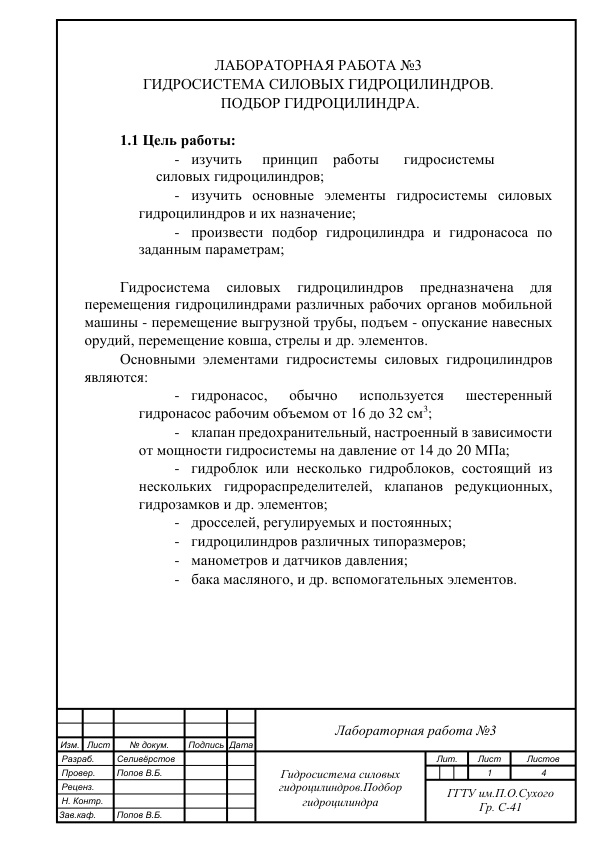 ЛАБОРАТОРНАЯ РАБОТА №3
ГИДРОСИСТЕМА СИЛОВЫХ ГИДРОЦИЛИНДРОВ.
ПОДБОР ГИДРОЦИЛИНДРА.
1.1 Цель работы:
- изучить принцип работы гидросистемы
силовых гидроцилиндров;
- изучить основные элементы гидросистемы силовых
гидроцилиндров и их назначение;
- произвести подбор гидроцилиндра и гидронасоса по
заданным параметрам;
Гидросистема силовых гидроцилиндров предназначена для
перемещения гидроцилиндрами различных рабочих органов мобильной
машины - перемещение выгрузной трубы, подъем - опускание навесных
орудий, перемещение ковша, стрелы и др. элементов.
Основными элементами гидросистемы силовых гидроцилиндров
являются:
- гидронасос, обычно используется шестеренный
гидронасос рабочим объемом от 16 до 32 см³;
- клапан предохранительный, настроенный в зависимости
от мощности гидросистемы на давление от 14 до 20 МПа;
- гидроблок или несколько гидроблоков, состоящий из
нескольких гидрораспределителей, клапанов редукционных,
гидрозамков и др. элементов;
- дросселей, регулируемых и постоянных;
- гидроцилиндров различных типоразмеров;
- манометров и датчиков давления;
- бака масляного, и др. вспомогательных элементов.
Лабораторная работа №3
Изм. Лист № докум. Подпись Дата
Разраб. Селивёрстов
Провер. Попов В.Б.
Реценз.
Н. Контр.
Зав.каф. Попов В.Б.
Гидросистема силовых
гидроцилиндров.Подбор
гидроцилиндра
Лит. Лист Листов
1 4
ГГТУ им.П.О.Сухого
Гр. С-41